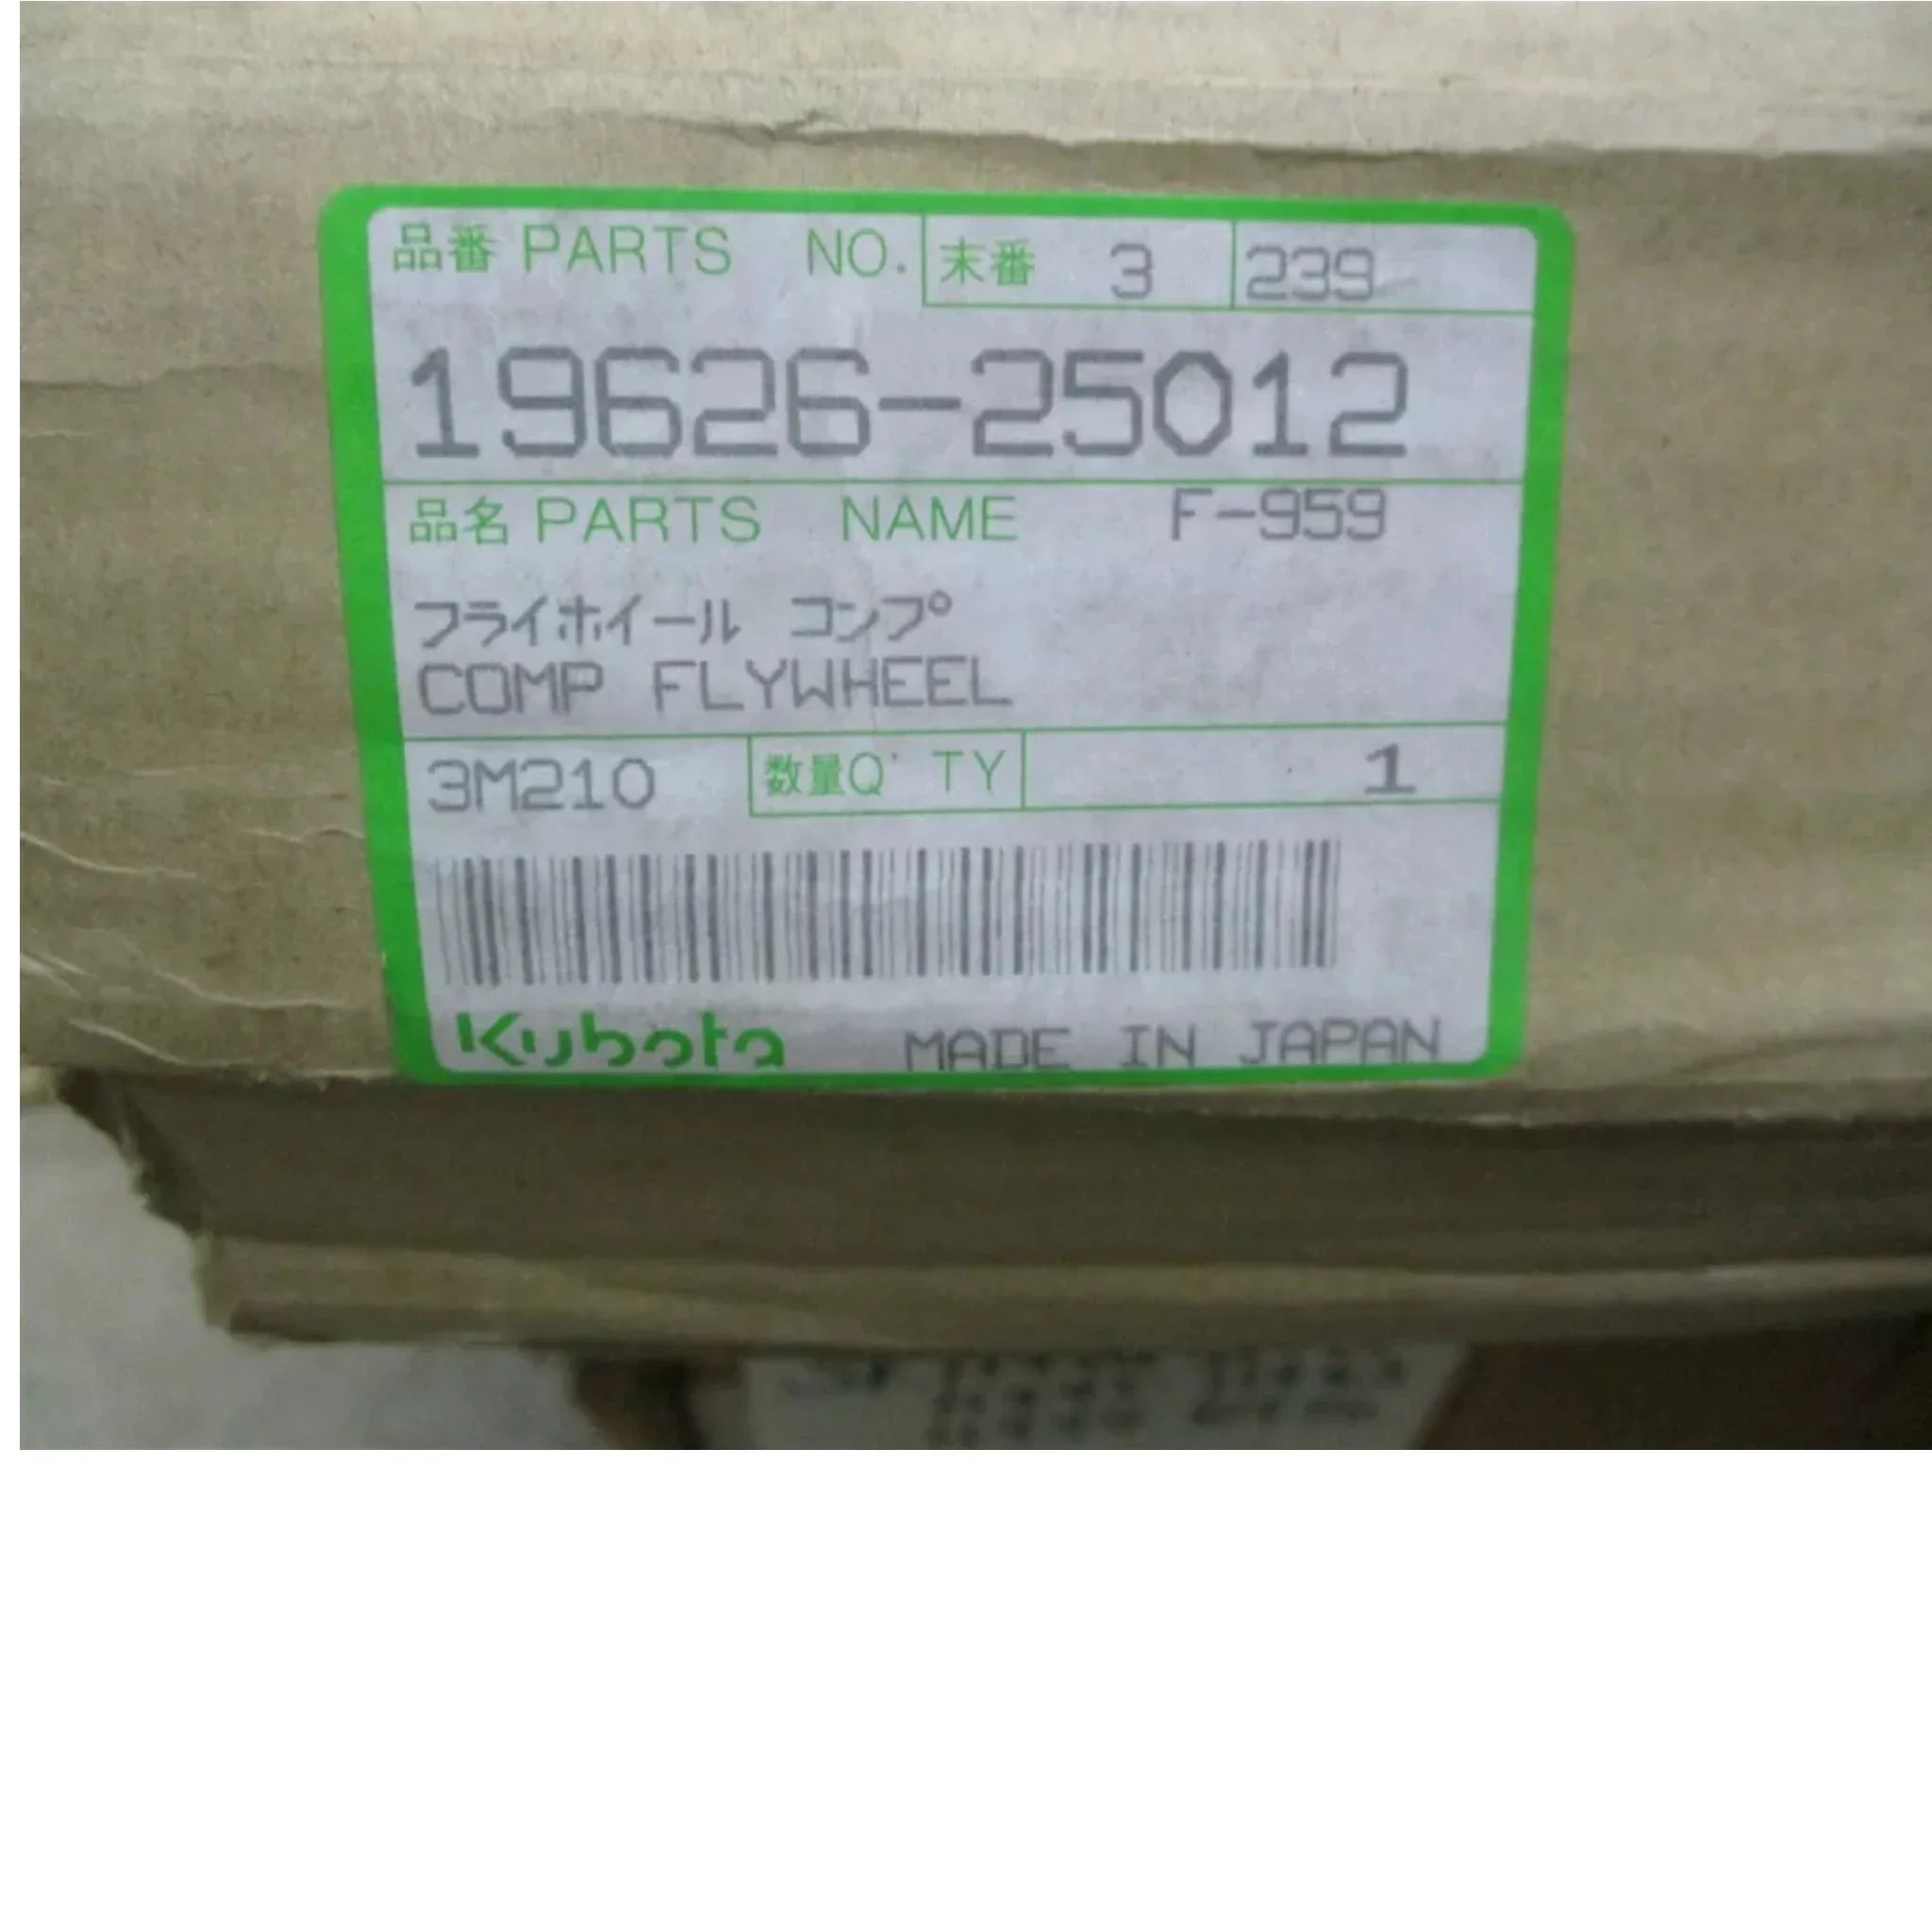 品番 PARTS NO. 末番 3 239
19626-25012
品名 PARTS NAME F-959
フライホイール コンプ
COMP FLYWHEEL
3M210 数量Q'TY 1
Kubota MADE IN JAPAN